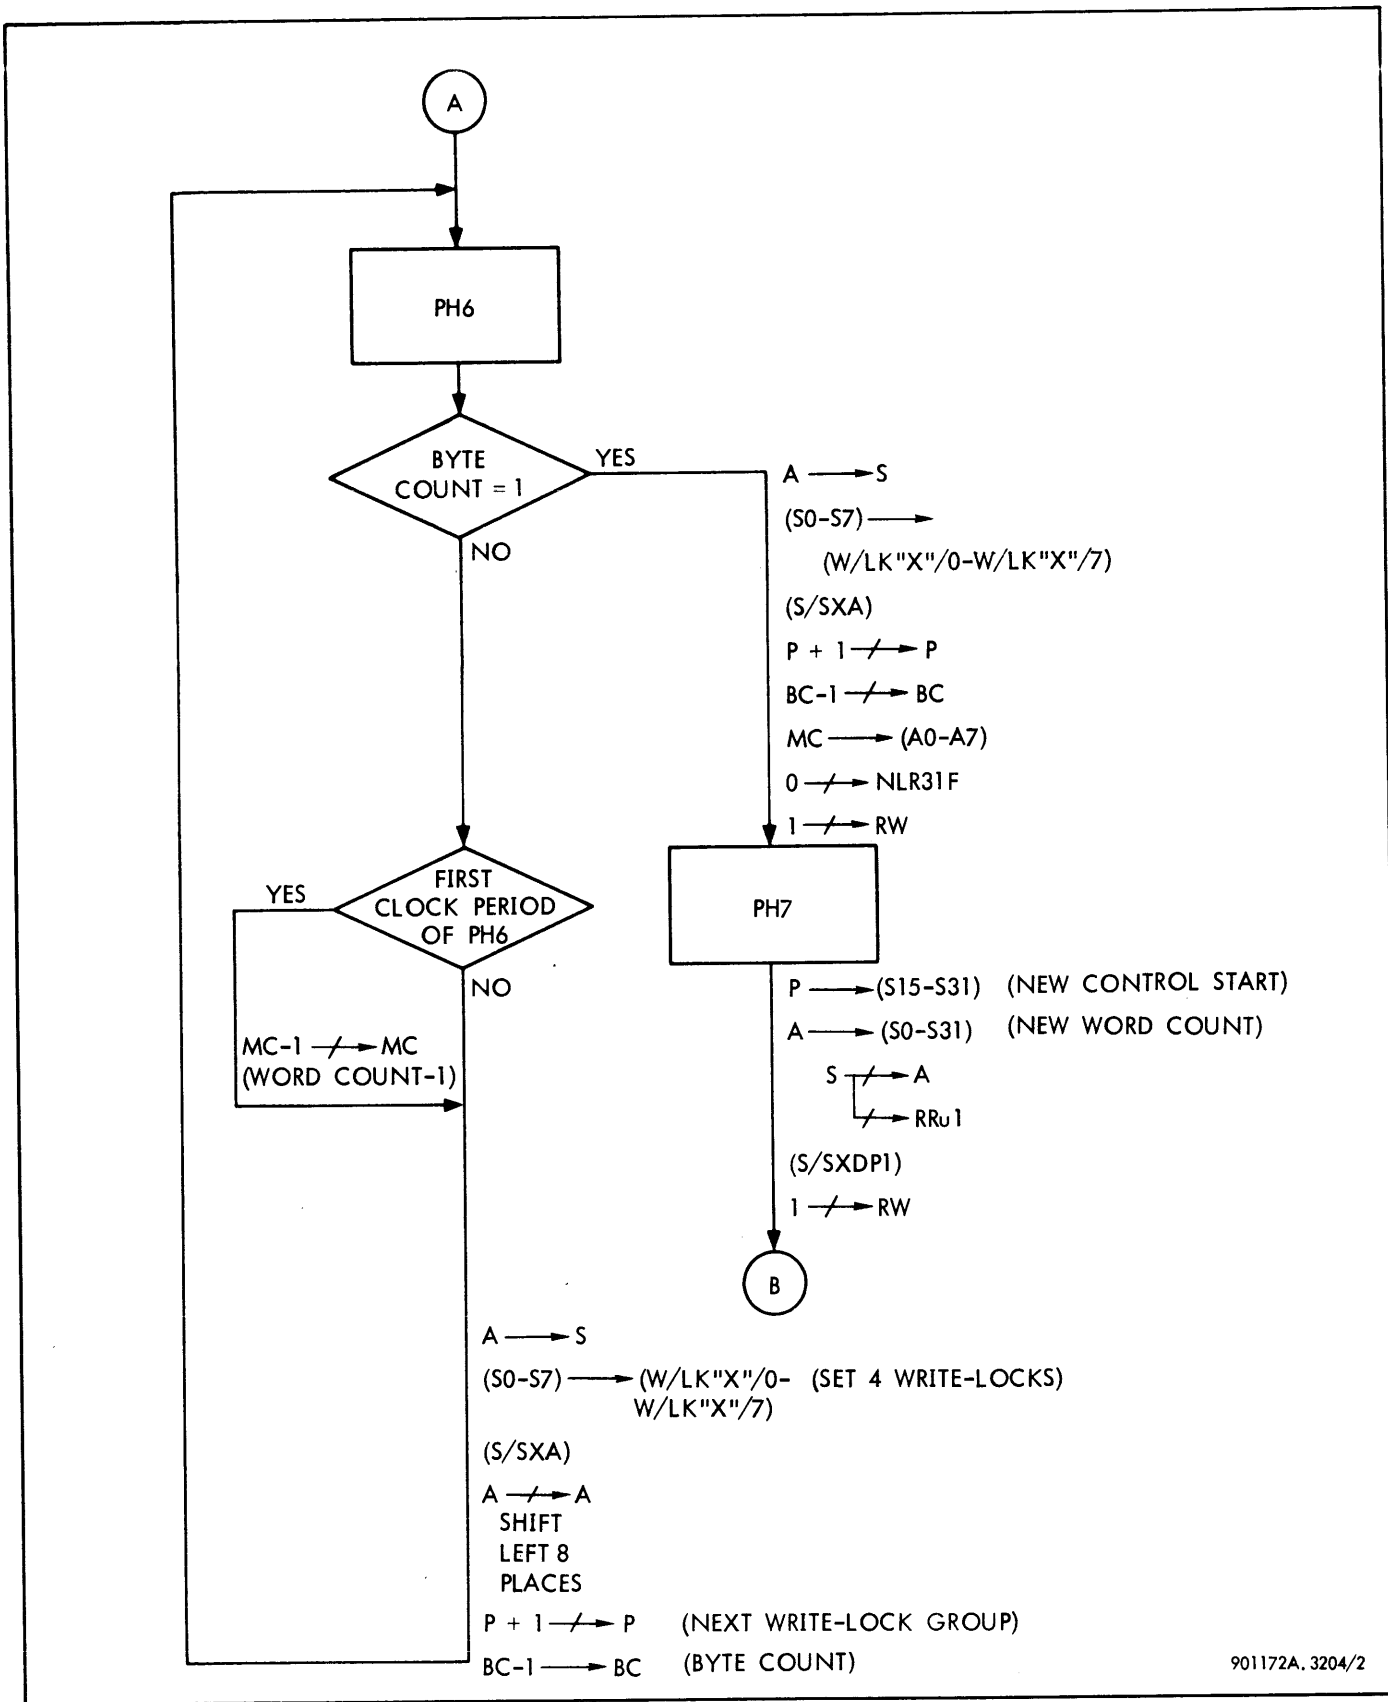 A
PH6
BYTE
COUNT = 1
YES
NO
A ⟶ S
(S0-S7) ⟶
(W/LK"X"/0-W/LK"X"/7)
(S/SXA)
P + 1 ⟶̸ P
BC-1 ⟶̸ BC
MC ⟶ (A0-A7)
0 ⟶̸ NLR31F
1 ⟶̸ RW
FIRST
CLOCK PERIOD
OF PH6
YES
NO
MC-1 ⟶̸ MC
(WORD COUNT-1)
PH7
P ⟶ (S15-S31) (NEW CONTROL START)
A ⟶ (S0-S31) (NEW WORD COUNT)
S ⟶̸ A
⟶̸ RRu1
(S/SXDP1)
1 ⟶̸ RW
B
A ⟶ S
(S0-S7) ⟶ (W/LK"X"/0- (SET 4 WRITE-LOCKS)
W/LK"X"/7)
(S/SXA)
A ⟶̸ A
SHIFT
LEFT 8
PLACES
P + 1 ⟶̸ P (NEXT WRITE-LOCK GROUP)
BC-1 ⟶ BC (BYTE COUNT)
901172A. 3204/2